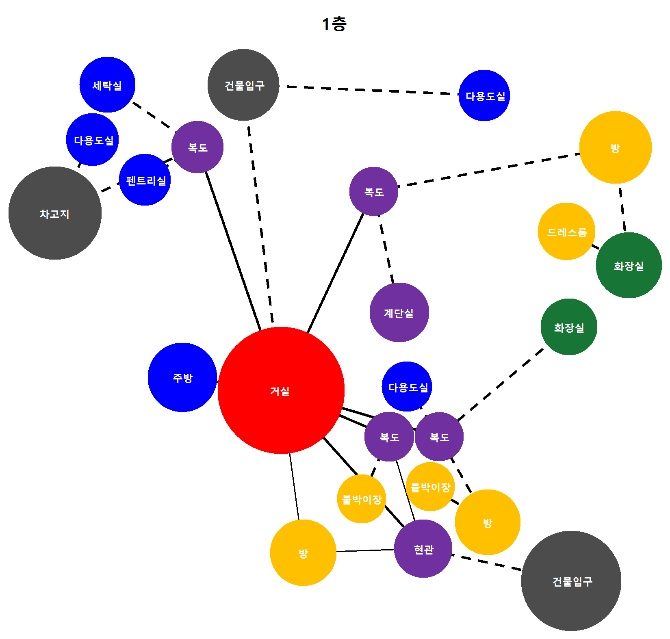 1층
세탁실
건물입구
다용도실
다용도실
복도
방
펜트리실
복도
차고지
드레스룸
화장실
계단실
화장실
주방
거실
다용도실
복도
복도
붙박이장
붙박이장
방
방
현관
건물입구